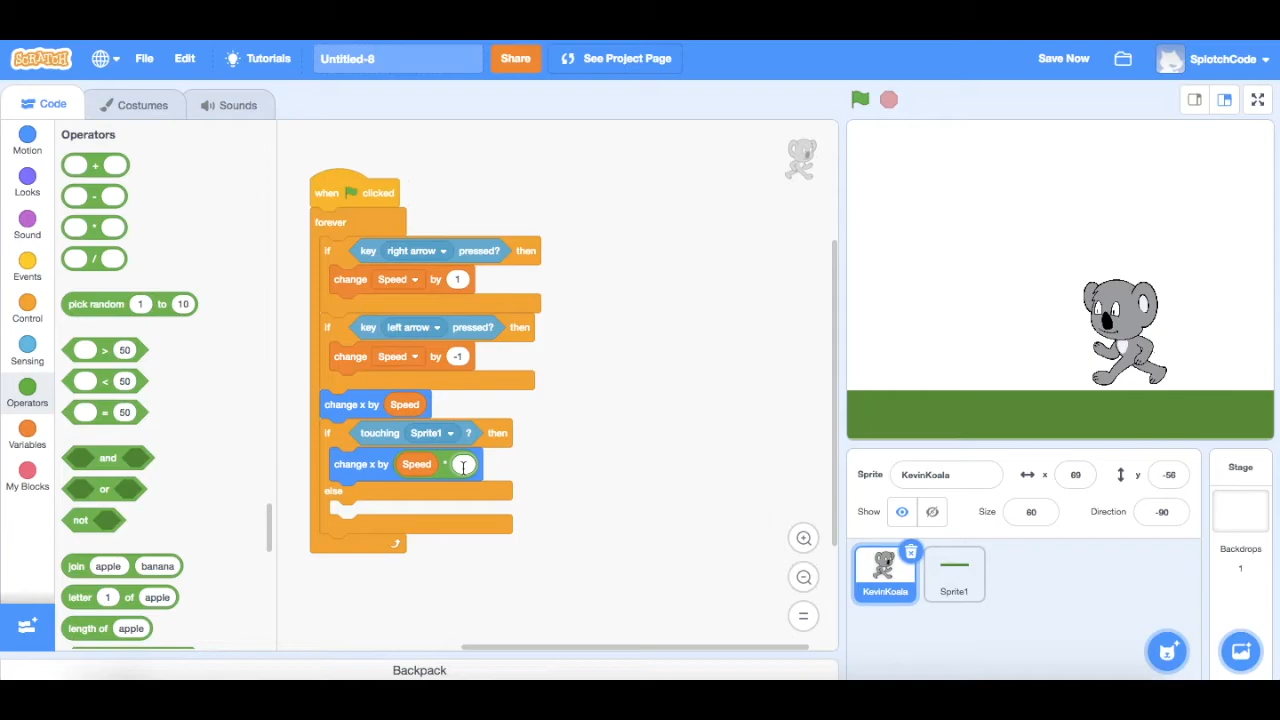 SCRATCH File Edit Tutorials Untitled-8 Share See Project Page Save Now SplotchCode
Code Costumes Sounds
Motion
Looks
Sound
Events
Control
Sensing
Operators
Variables
My Blocks
Operators
+
-
*
/
pick random 1 to 10
> 50
< 50
= 50
and
or
not
join apple banana
letter 1 of apple
length of apple
when clicked
forever
if key right arrow pressed? then
change Speed by 1
if key left arrow pressed? then
change Speed by -1
change x by Speed
if touching Sprite1 ? then
change x by Speed *
else
Backpack
Sprite KevinKoala x 69 y -56
Show Size 60 Direction -90
KevinKoala
Sprite1
Stage
Backdrops
1